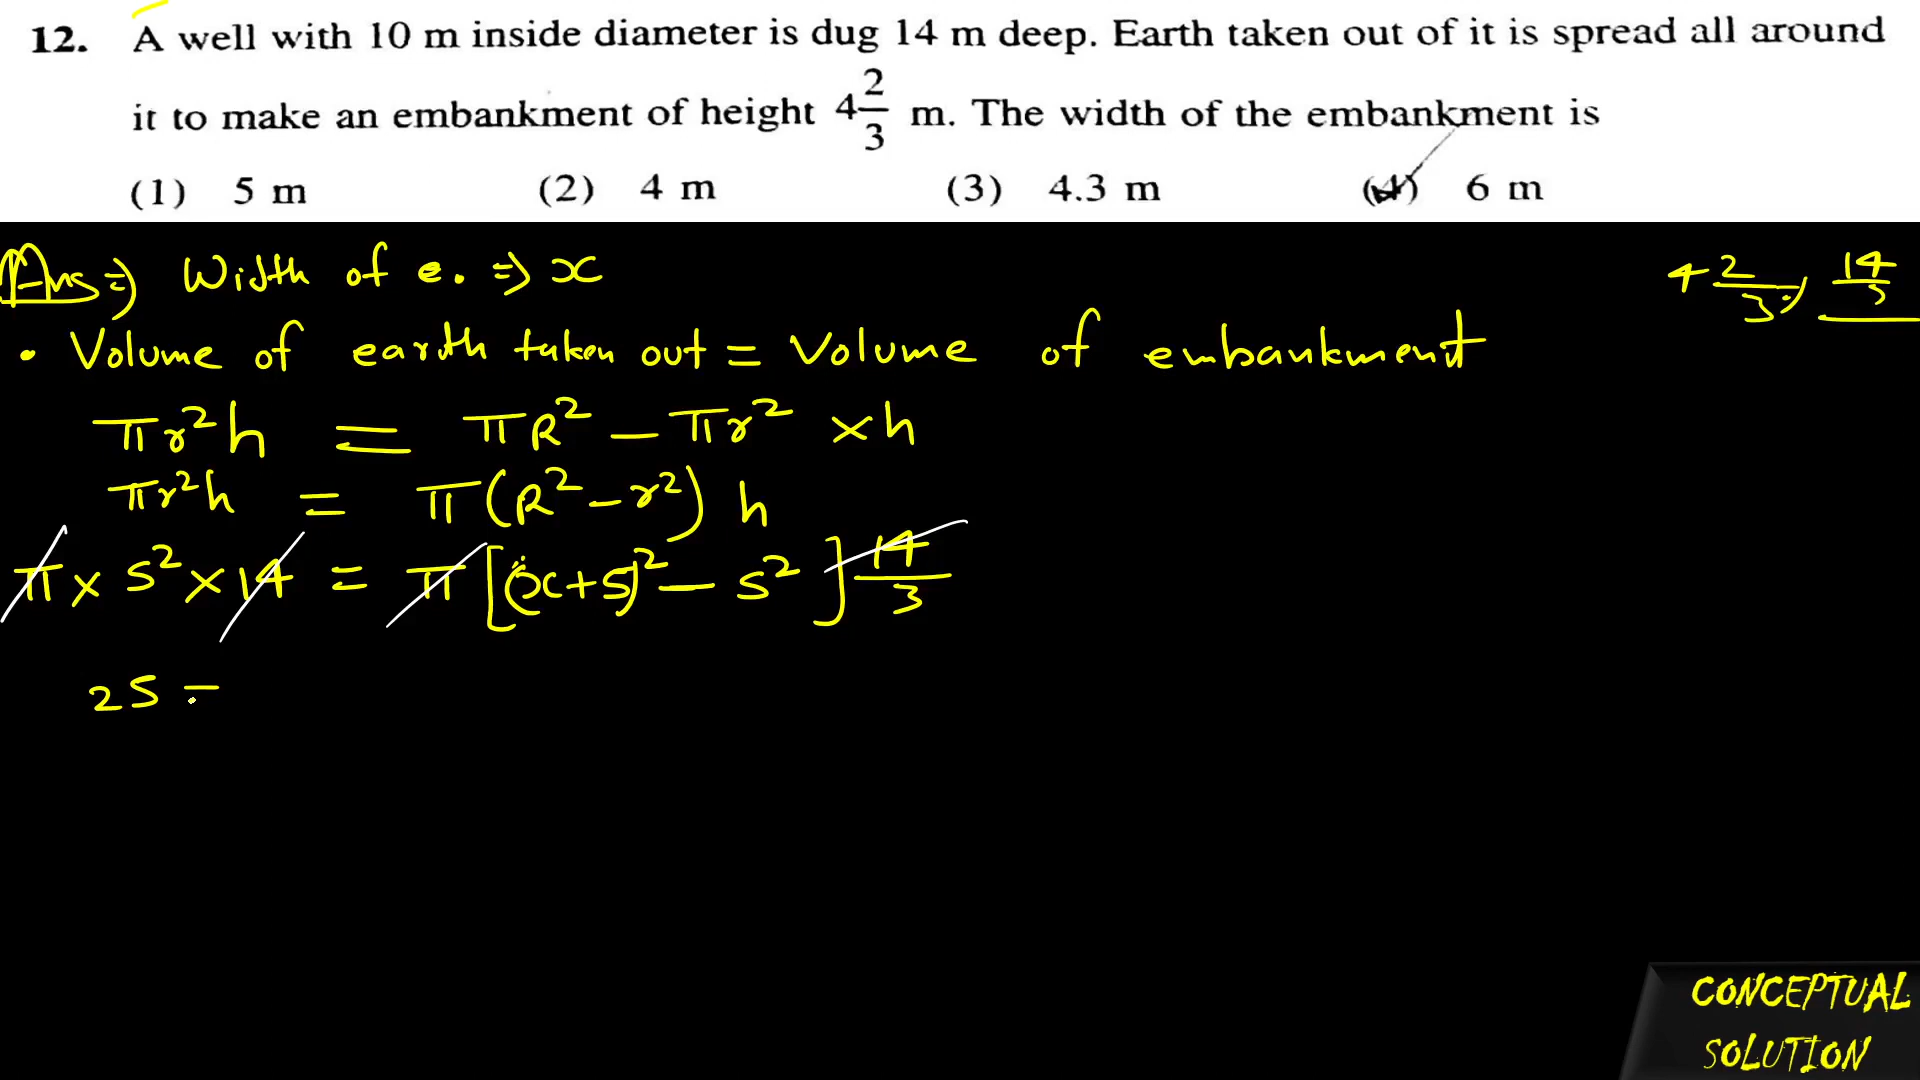 12. A well with 10 m inside diameter is dug 14 m deep. Earth taken out of it is spread all around
it to make an embankment of height 4 2/3 m. The width of the embankment is
(1) 5 m (2) 4 m (3) 4.3 m (4) 6 m
Ans ⇒ Width of e. ⇒ x
4 2/3 ⇒ 14/3
• Volume of earth taken out = Volume of embankment
πr²h = πR² − πr² × h
πr²h = π(R² − r²) h
π × 5² × 14 = π [(x+5)² − 5²] 14/3
25 =
CONCEPTUAL
SOLUTION